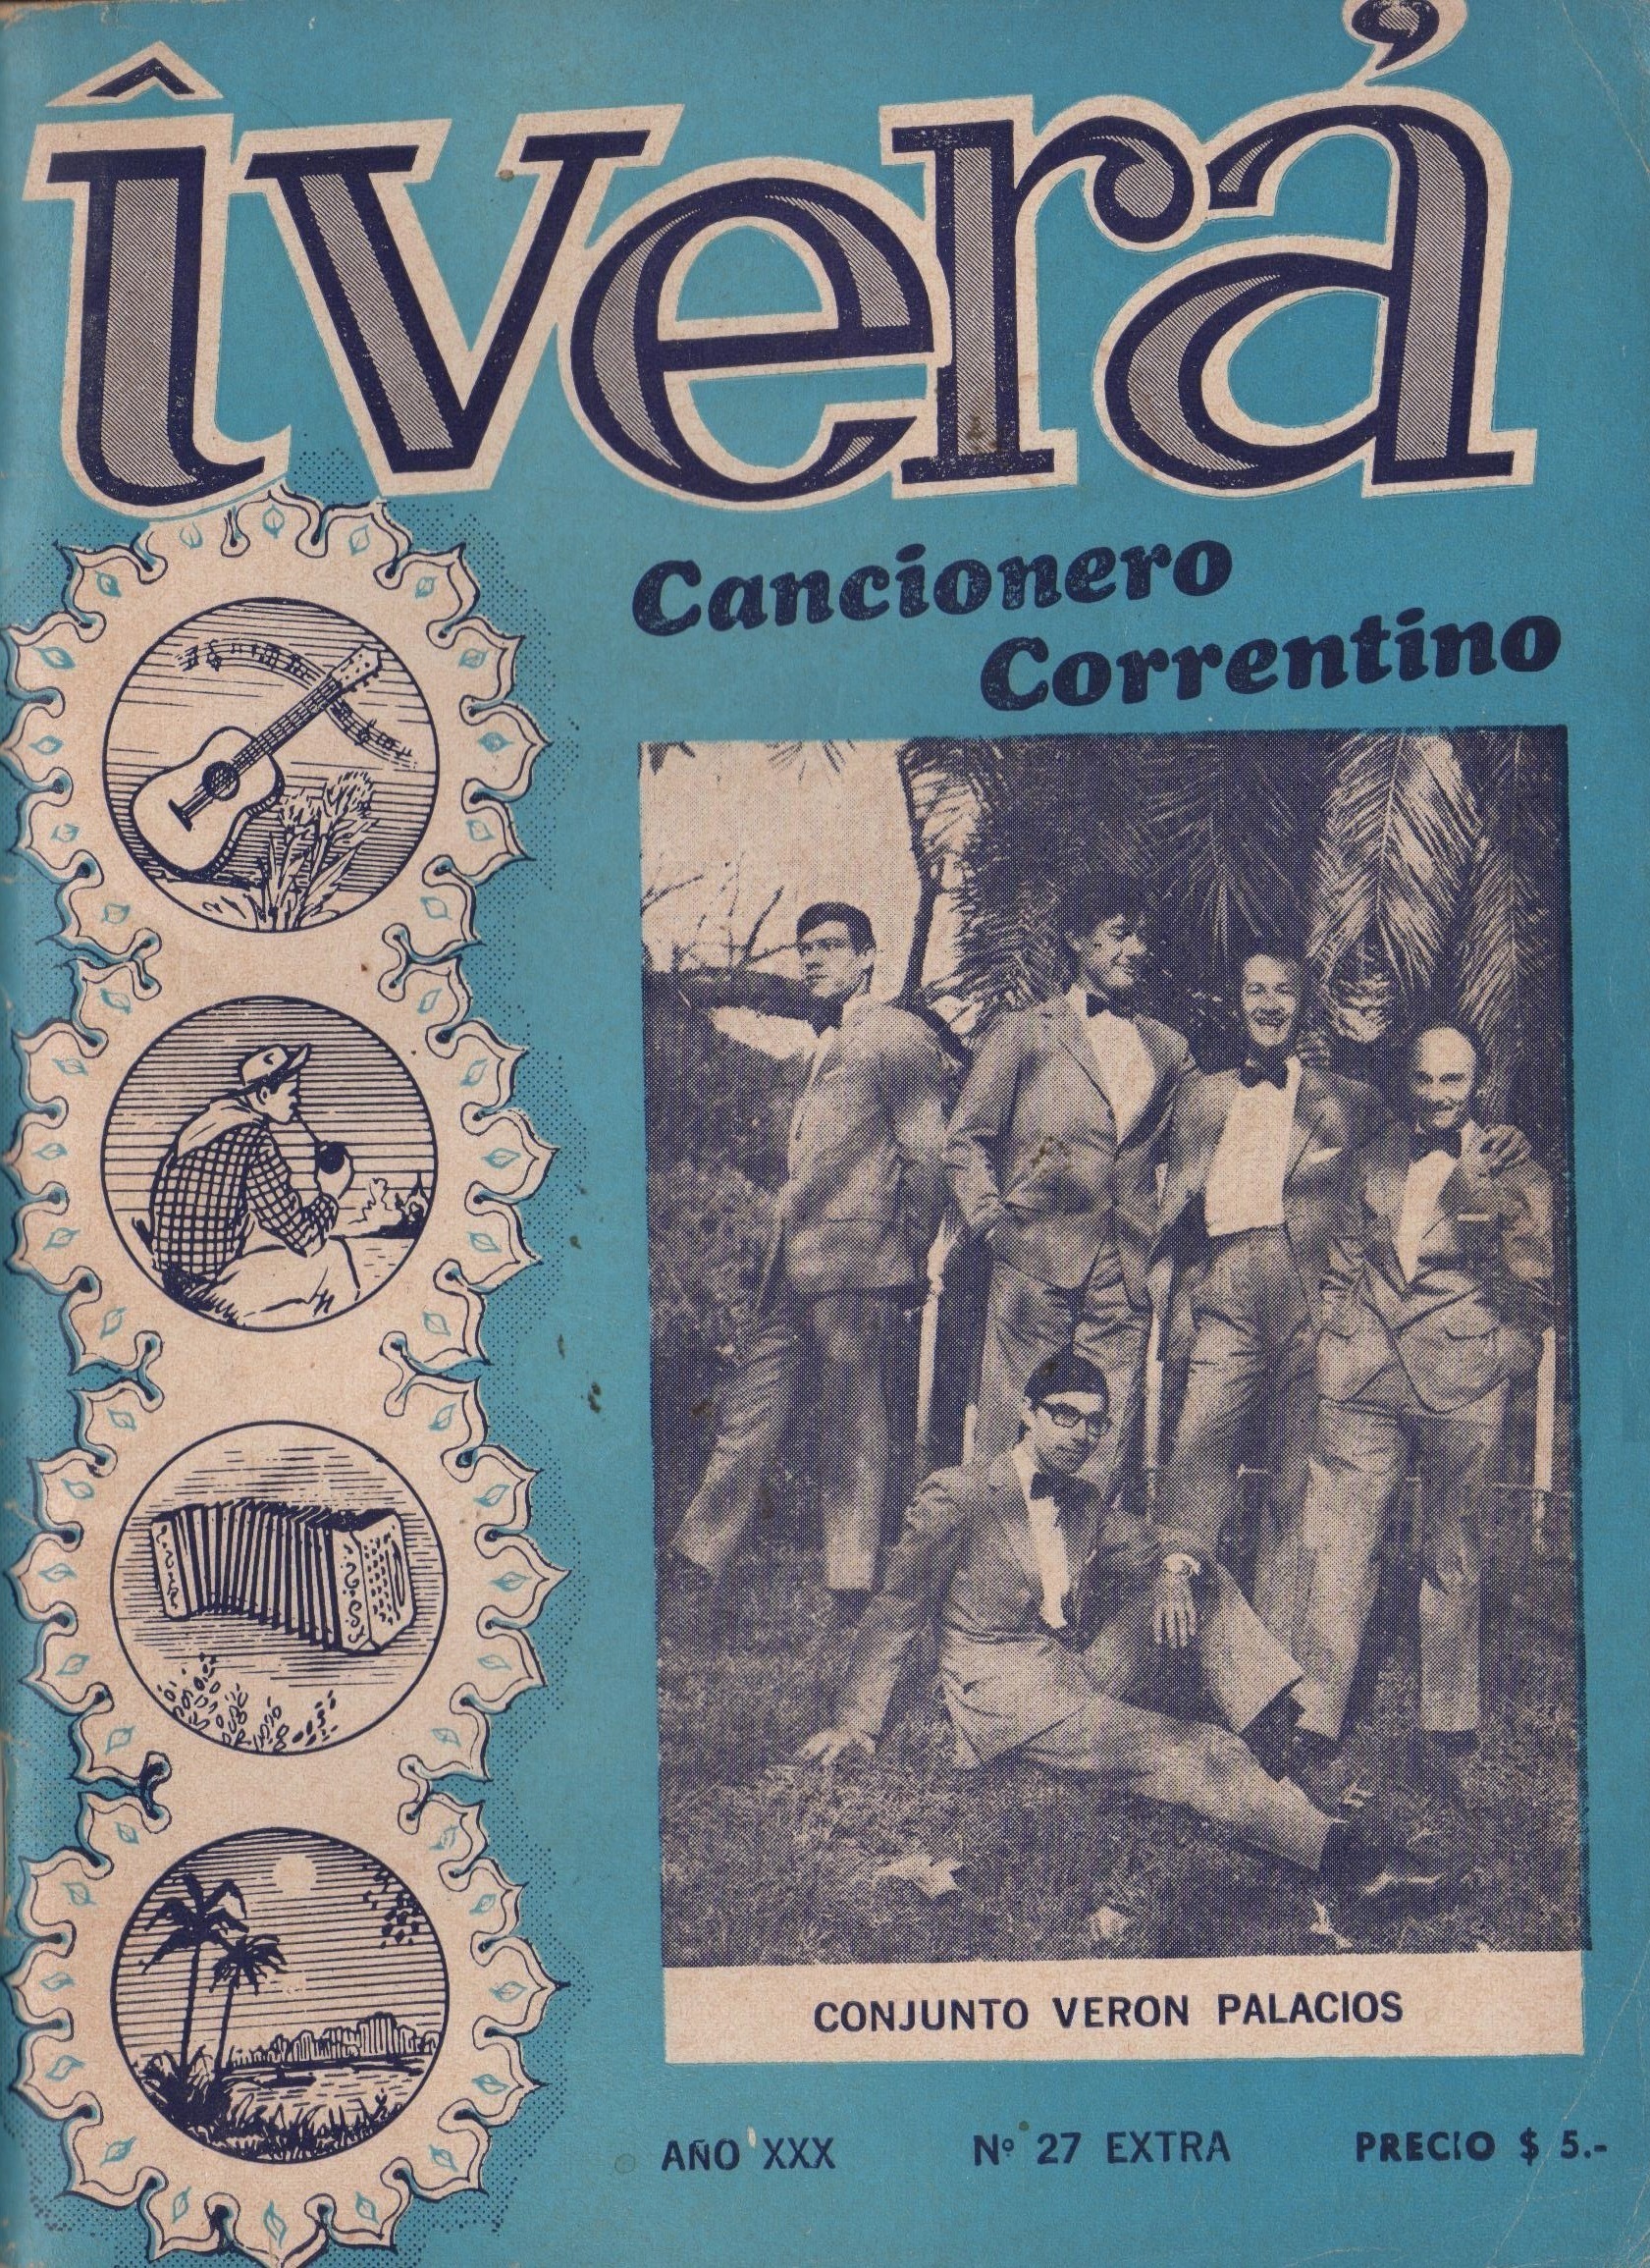 îverá
Cancionero
Correntino
CONJUNTO VERON PALACIOS
AÑO XXX Nº 27 EXTRA PRECIO $ 5.-